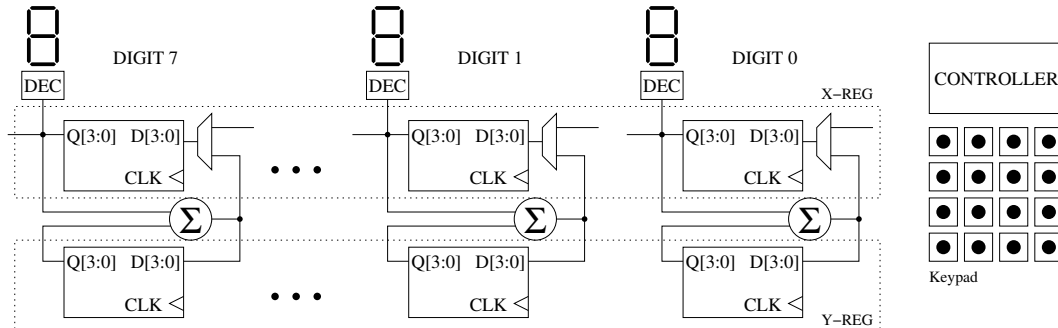 DIGIT 7
DIGIT 1
DIGIT 0
DEC
DEC
DEC
CONTROLLER
X-REG
Q[3:0] D[3:0]
CLK
Q[3:0] D[3:0]
CLK
Q[3:0] D[3:0]
CLK
Σ
Σ
Σ
Q[3:0] D[3:0]
CLK
Q[3:0] D[3:0]
CLK
Q[3:0] D[3:0]
CLK
Y-REG
Keypad